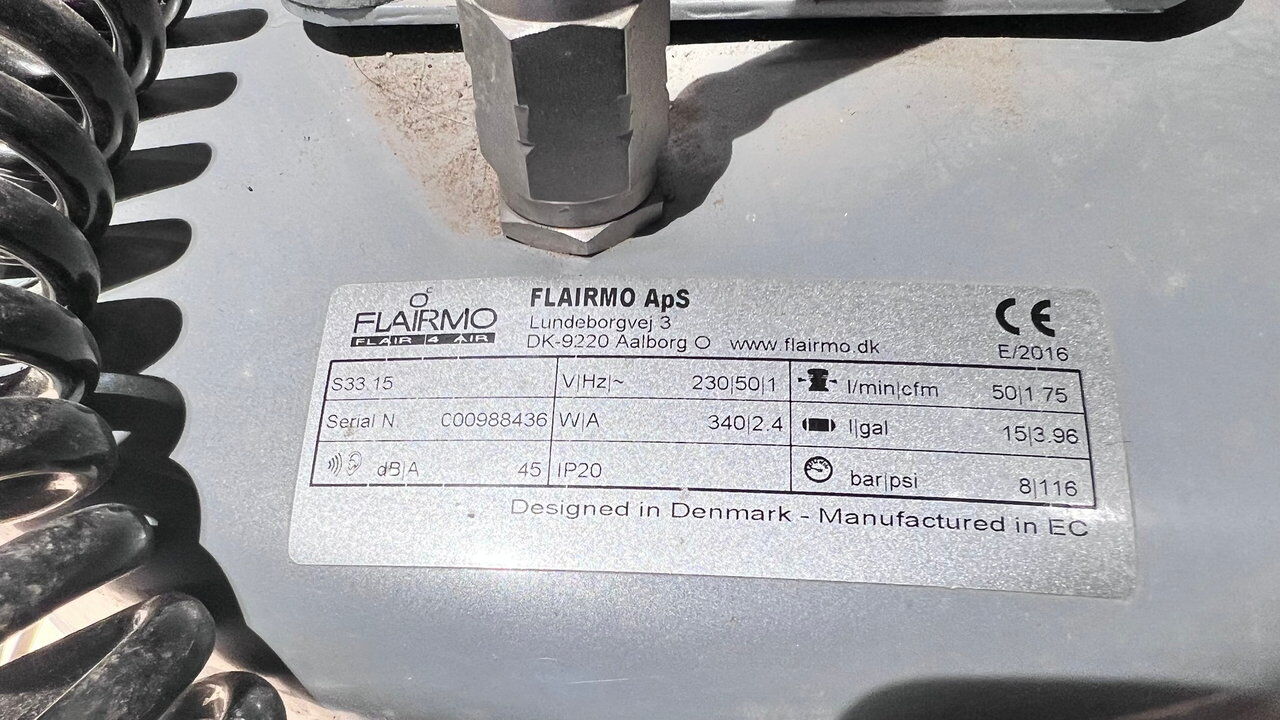 °C
FLAIRMO
FLAIR 4 AIR
FLAIRMO ApS
Lundeborgvej 3
DK-9220 Aalborg O www.flairmo.dk
CE
E/2016
S33.15 V|Hz|~ 230|50|1 l/min|cfm 50|1.75
Serial N. C00988436 W|A 340|2.4 l|gal 15|3.96
dB|A 45 IP20 bar|psi 8|116
Designed in Denmark - Manufactured in EC